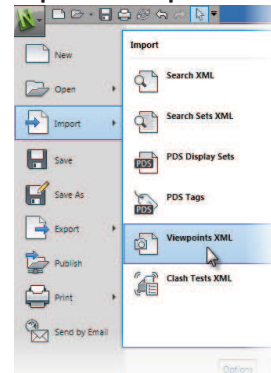 New
Open
Import
Save
Save As
Export
Publish
Print
Send by Email
Import
Search XML
Search Sets XML
PDS Display Sets
PDS
PDS Tags
PDS
Viewpoints XML
Clash Tests XML
Options